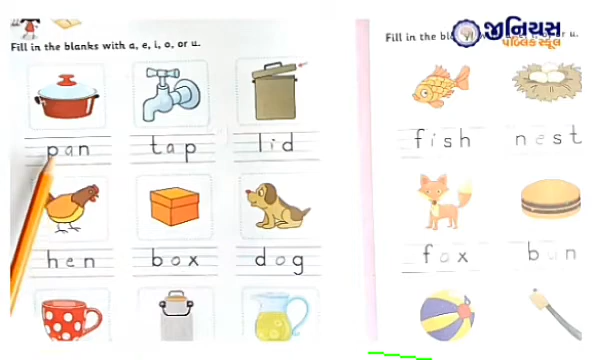 Fill in the blanks with a, e, i, o, or u.
pan tap lid
hen box dog
Fill in the
or u.
જીનિયસ
પબ્લિક સ્કૂલ
fish nest
fox bun